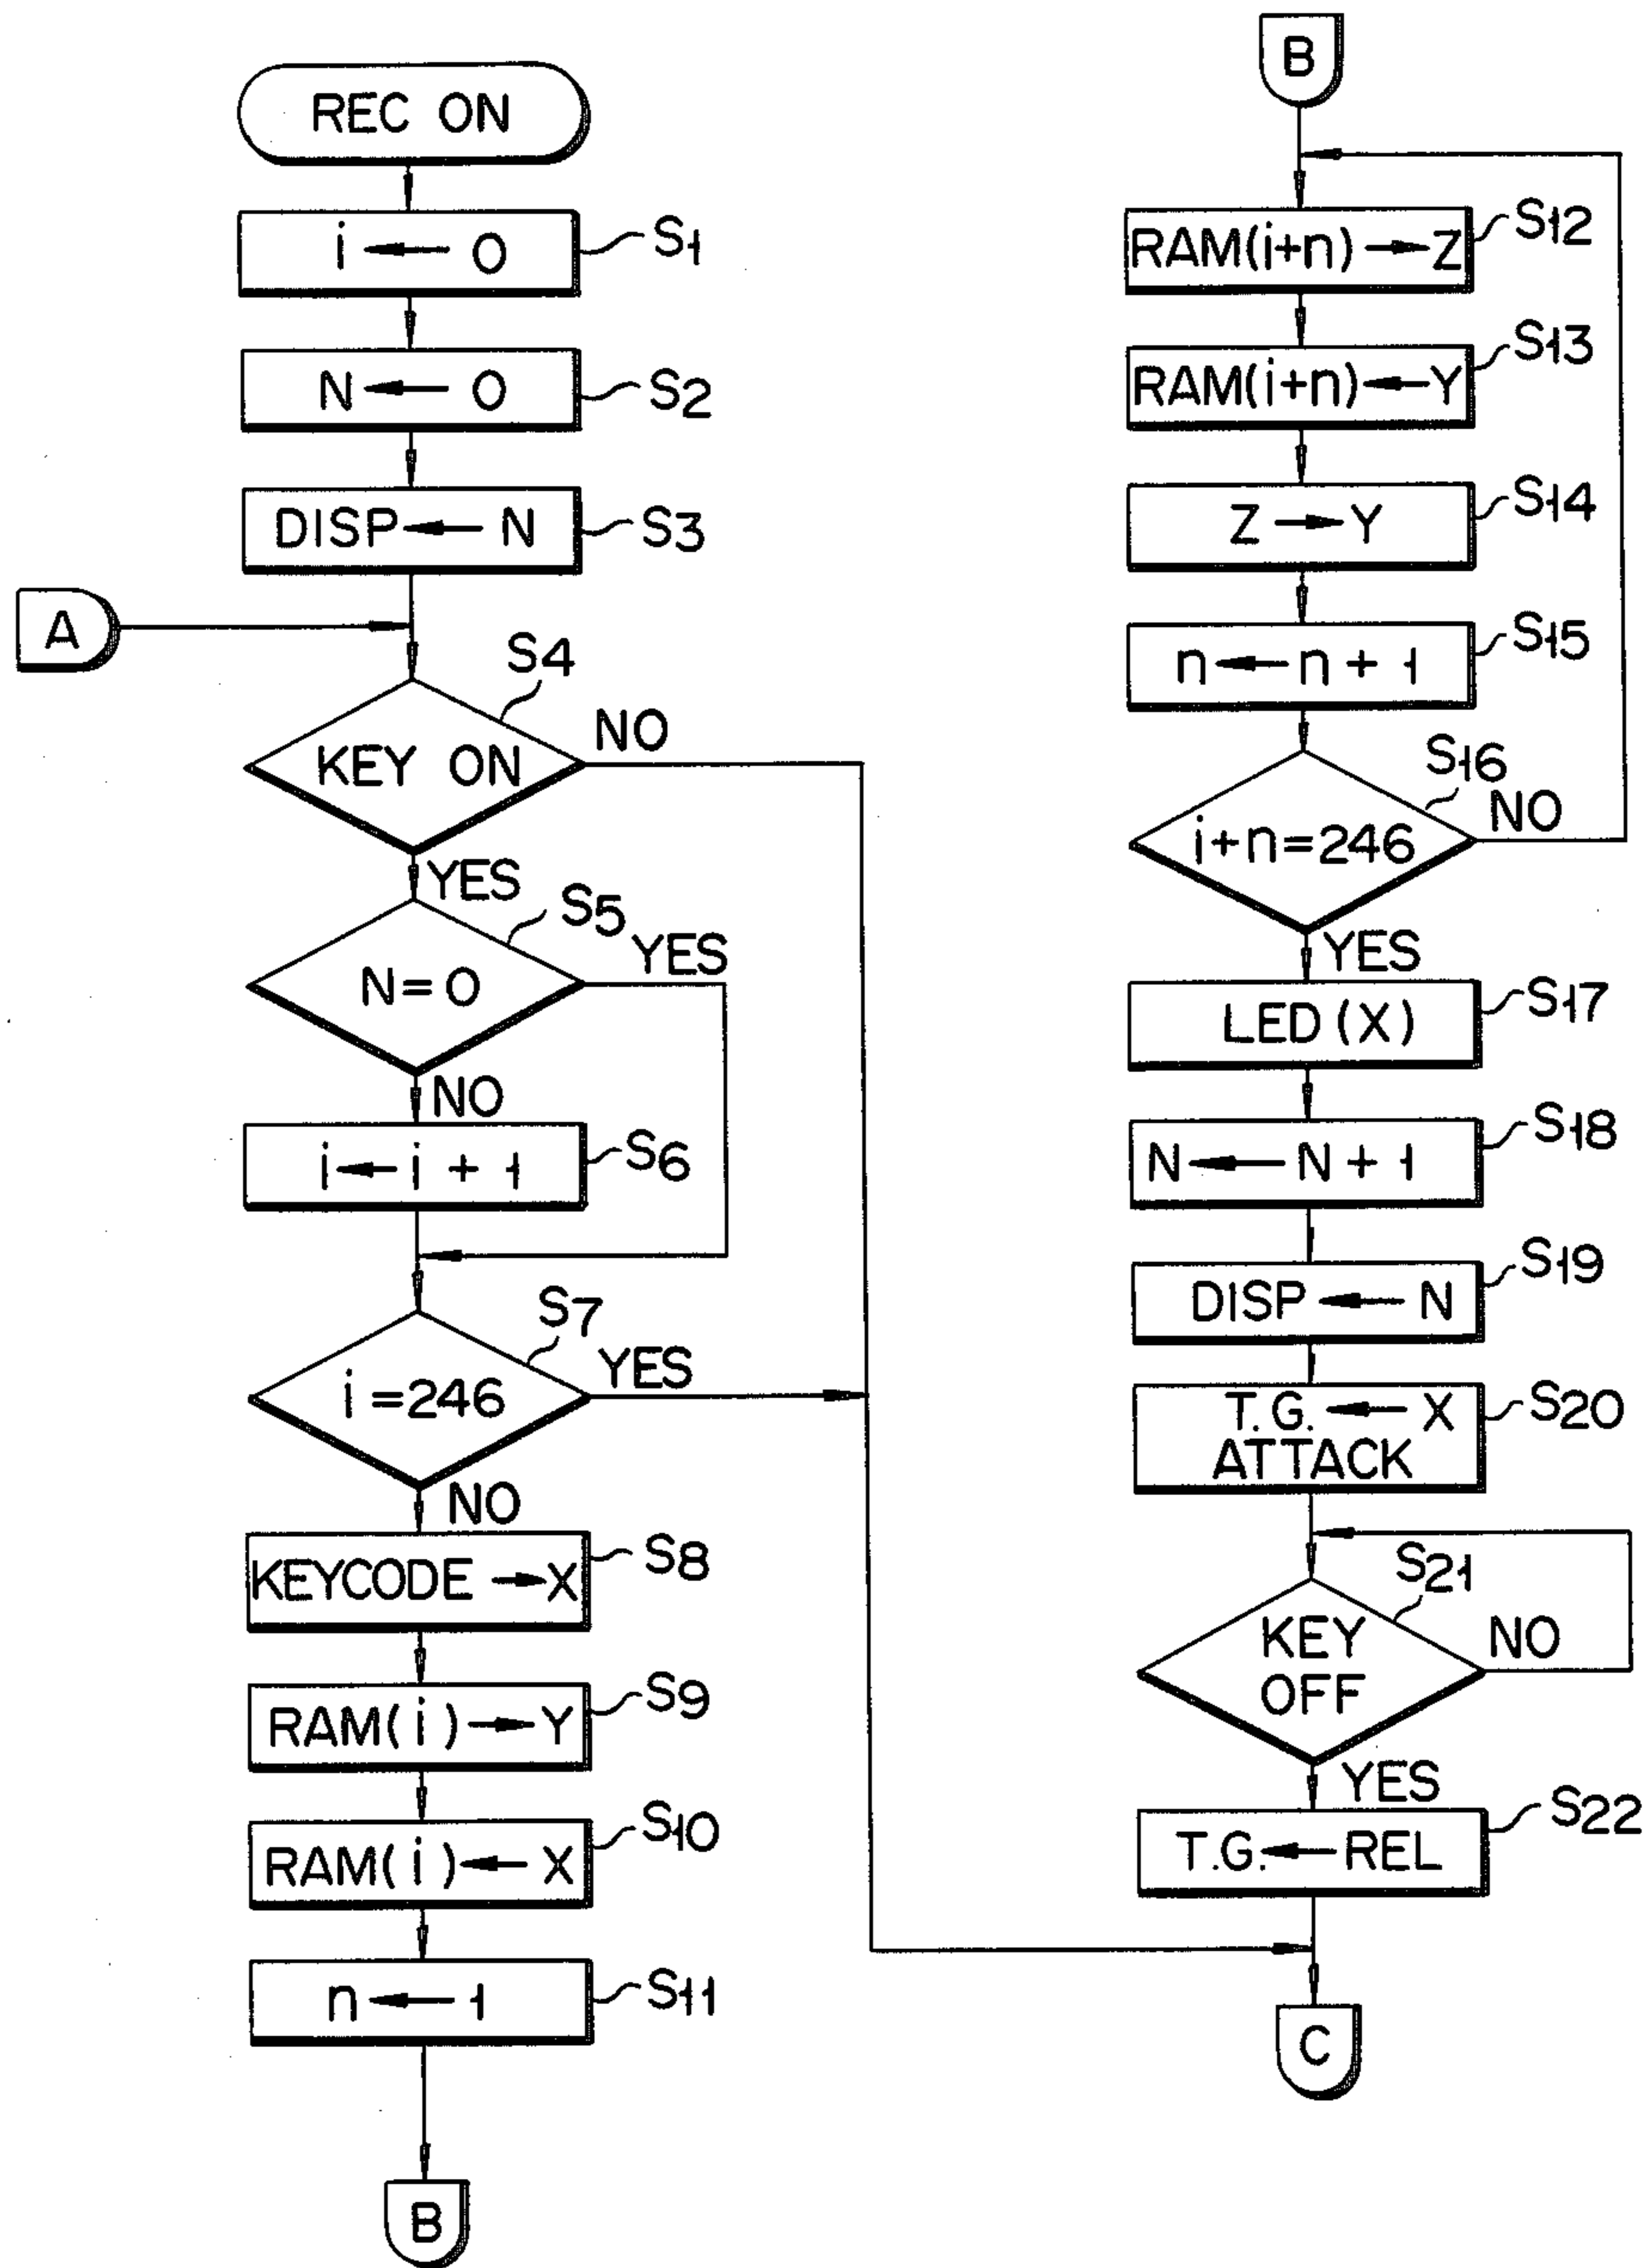 REC ON
i ← 0
S1
N ← 0
S2
DISP ← N
S3
A
S4
KEY ON
NO
YES
S5
N=0
YES
NO
i ← i + 1
S6
S7
i=246
YES
NO
KEYCODE → X
S8
RAM(i) → Y
S9
RAM(i) ← X
S10
n ← 1
S11
B
B
RAM(i+n) → Z
S12
RAM(i+n) ← Y
S13
Z → Y
S14
n ← n + 1
S15
S16
i+n=246
NO
YES
LED(X)
S17
N ← N + 1
S18
DISP ← N
S19
T.G. ← X
ATTACK
S20
S21
KEY
OFF
NO
YES
T.G. ← REL
S22
C